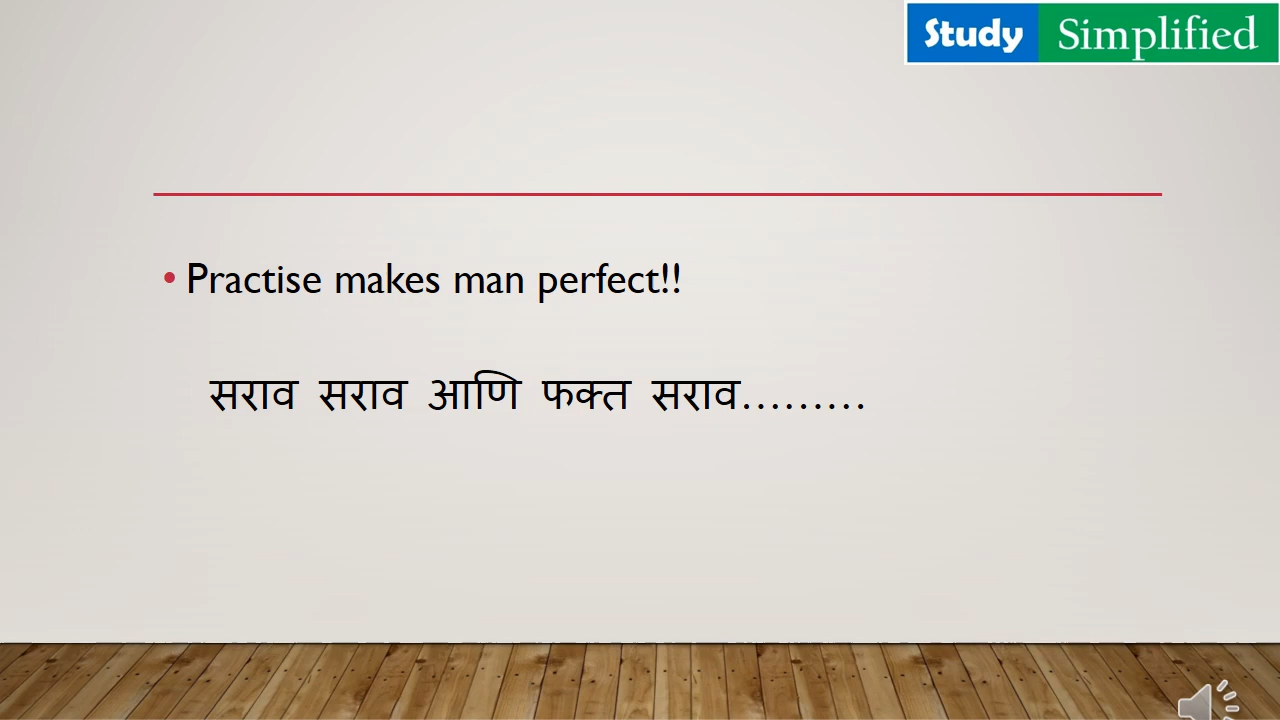 Study Simplified
• Practise makes man perfect!!
सराव सराव आणि फक्त सराव.........